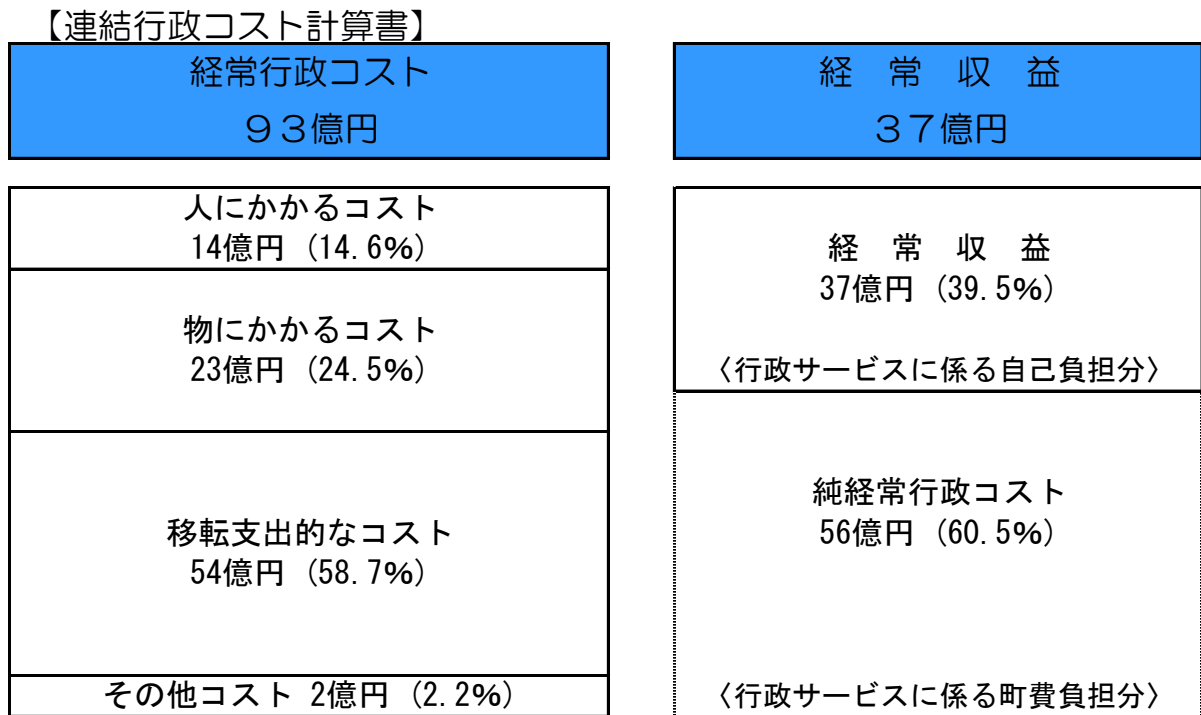 【連結行政コスト計算書】
経常行政コスト
９３億円
人にかかるコスト
14億円 (14.6%)
物にかかるコスト
23億円 (24.5%)
移転支出的なコスト
54億円 (58.7%)
その他コスト 2億円 (2.2%)
経　常　収　益
３７億円
経　常　収　益
37億円 (39.5%)
〈行政サービスに係る自己負担分〉
純経常行政コスト
56億円 (60.5%)
〈行政サービスに係る町費負担分〉